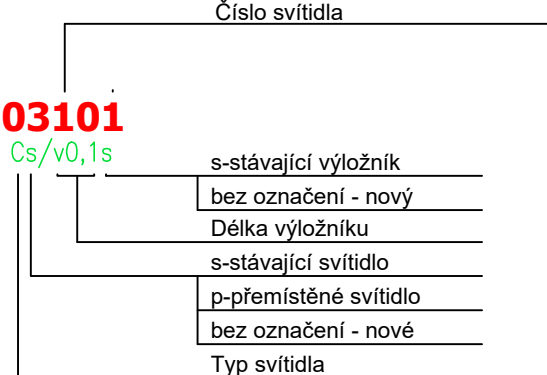 Číslo svítidla
03101
Cs/v0,1s
s-stávající výložník
bez označení - nový
Délka výložníku
s-stávající svítidlo
p-přemístěné svítidlo
bez označení - nové
Typ svítidla